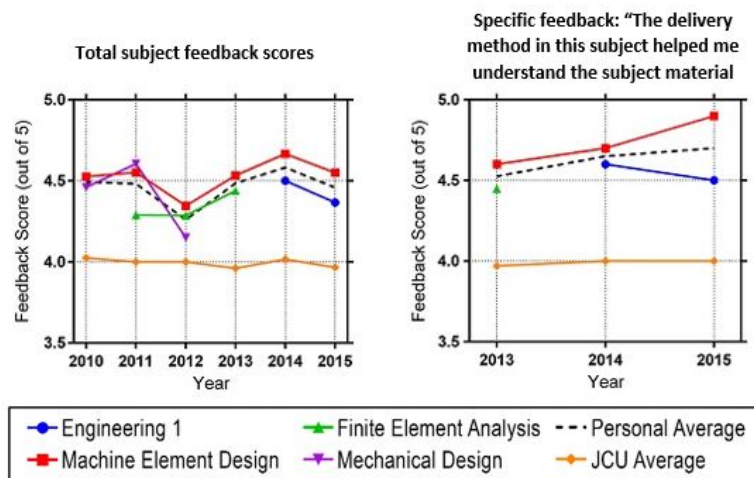 Total subject feedback scores
Specific feedback: “The delivery
method in this subject helped me
understand the subject material
Feedback Score (out of 5)
5.0
4.5
4.0
3.5
2010 2011 2012 2013 2014 2015
Year
Feedback Score (out of 5)
5.0
4.5
4.0
3.5
2013 2014 2015
Year
Engineering 1 Finite Element Analysis Personal Average
Machine Element Design Mechanical Design JCU Average